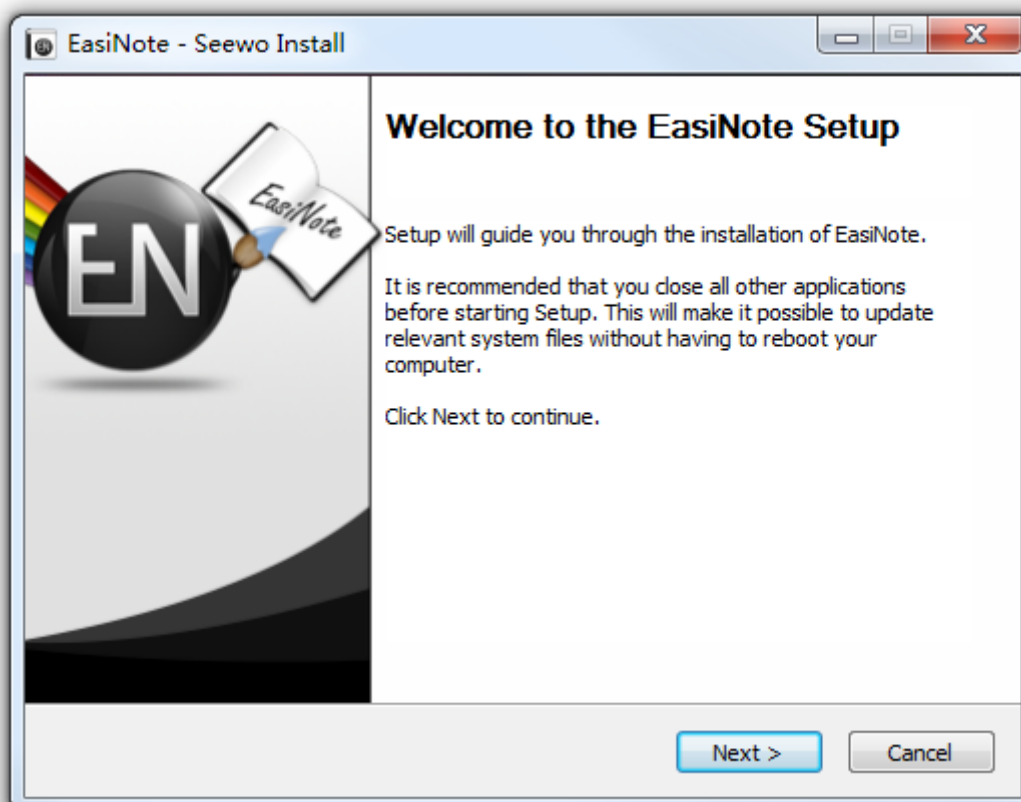 EasiNote - Seewo Install
EN
EasiNote
Welcome to the EasiNote Setup
Setup will guide you through the installation of EasiNote.
It is recommended that you close all other applications
before starting Setup. This will make it possible to update
relevant system files without having to reboot your
computer.
Click Next to continue.
Next >
Cancel